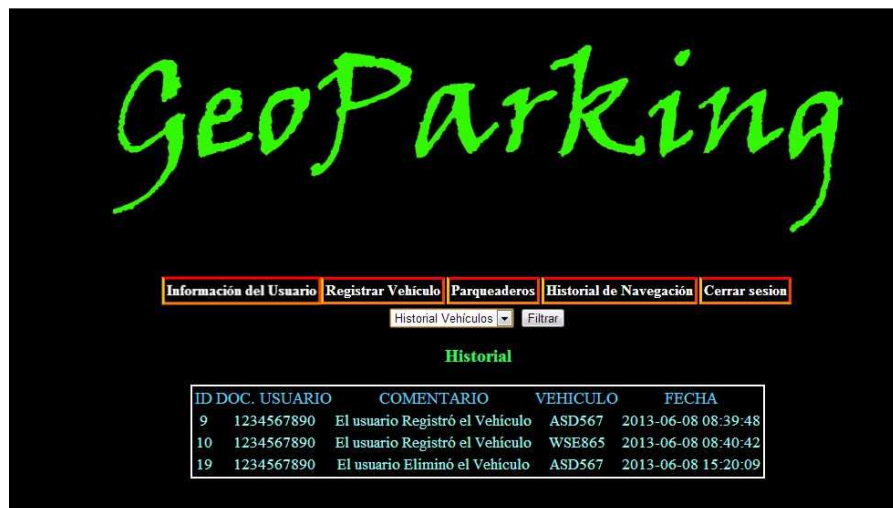 GeoParking
Información del Usuario Registrar Vehículo Parqueaderos Historial de Navegación Cerrar sesion
Historial Vehículos Filtrar
Historial
ID DOC. USUARIO COMENTARIO VEHICULO FECHA
9 1234567890 El usuario Registró el Vehículo ASD567 2013-06-08 08:39:48
10 1234567890 El usuario Registró el Vehículo WSE865 2013-06-08 08:40:42
19 1234567890 El usuario Eliminó el Vehículo ASD567 2013-06-08 15:20:09